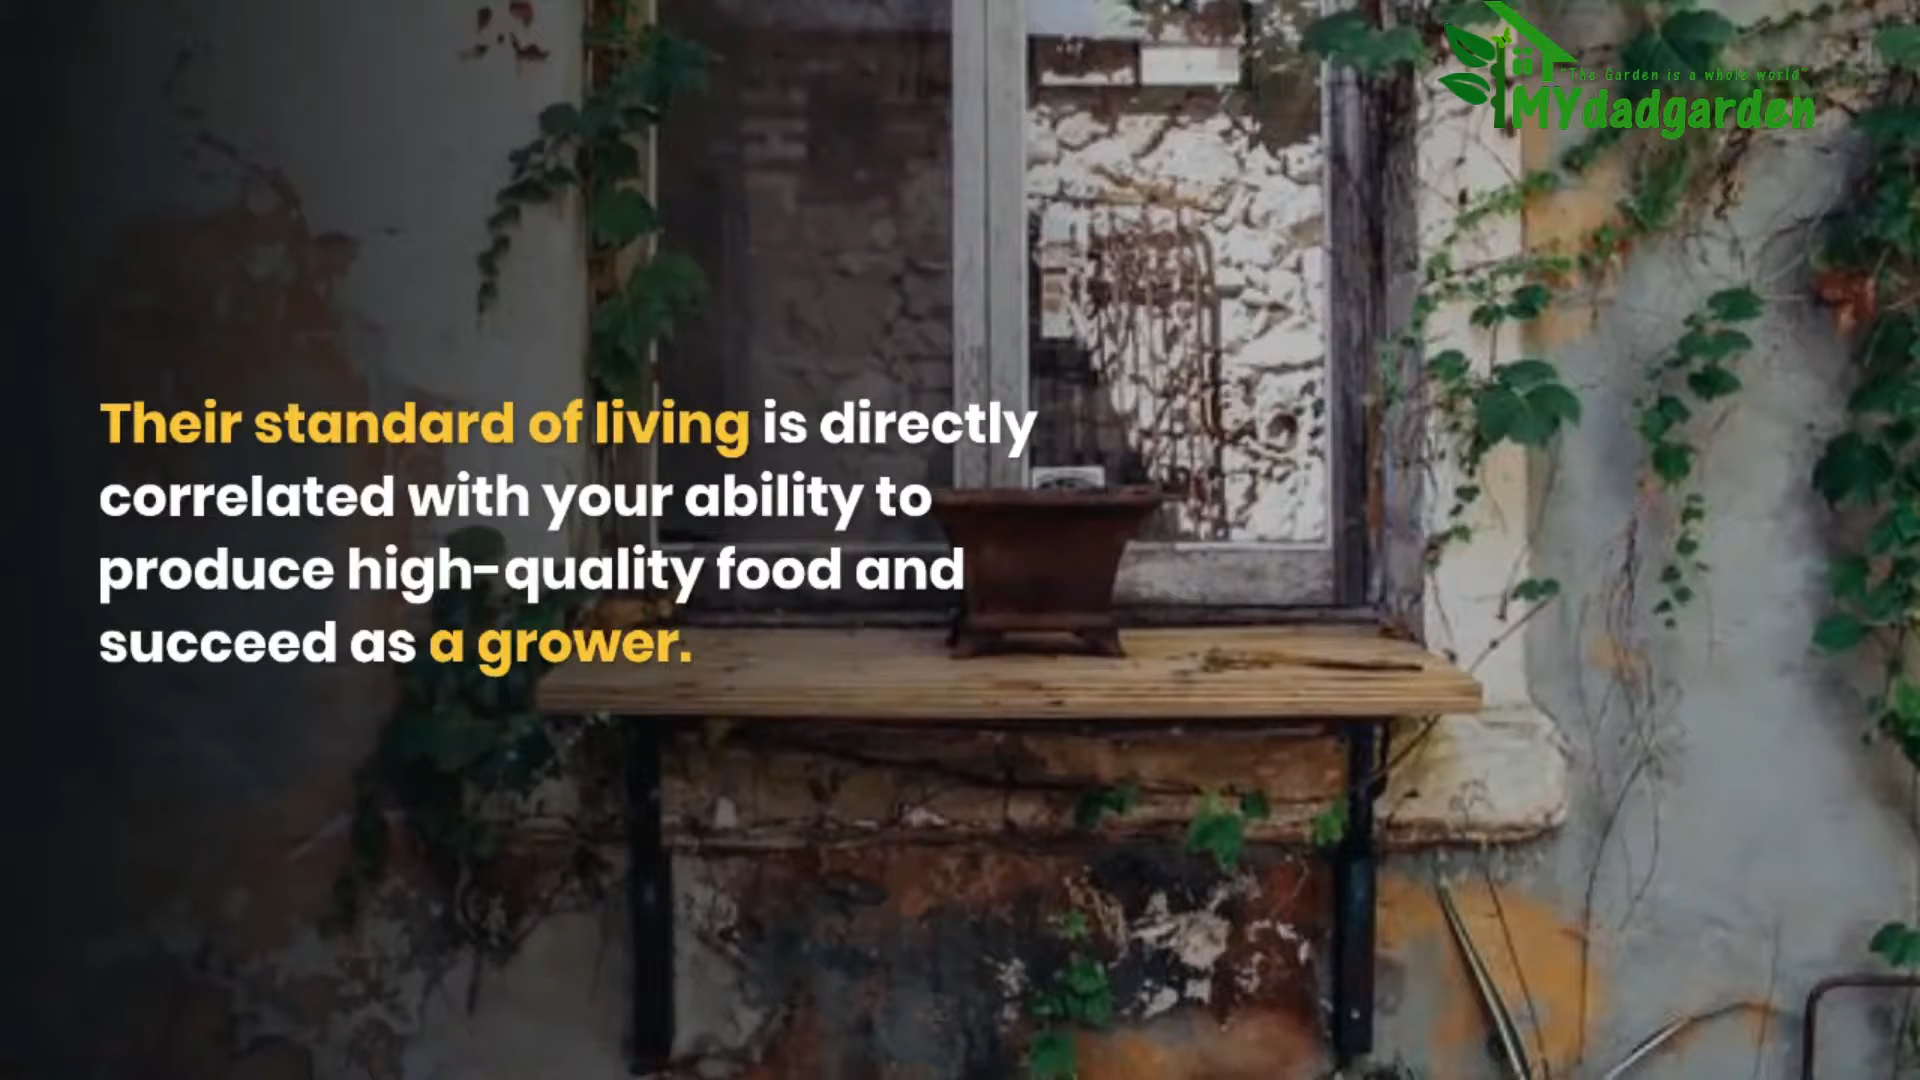 "The Garden is a whole world"
MYdadgarden
Their standard of living is directly
correlated with your ability to
produce high-quality food and
succeed as a grower.